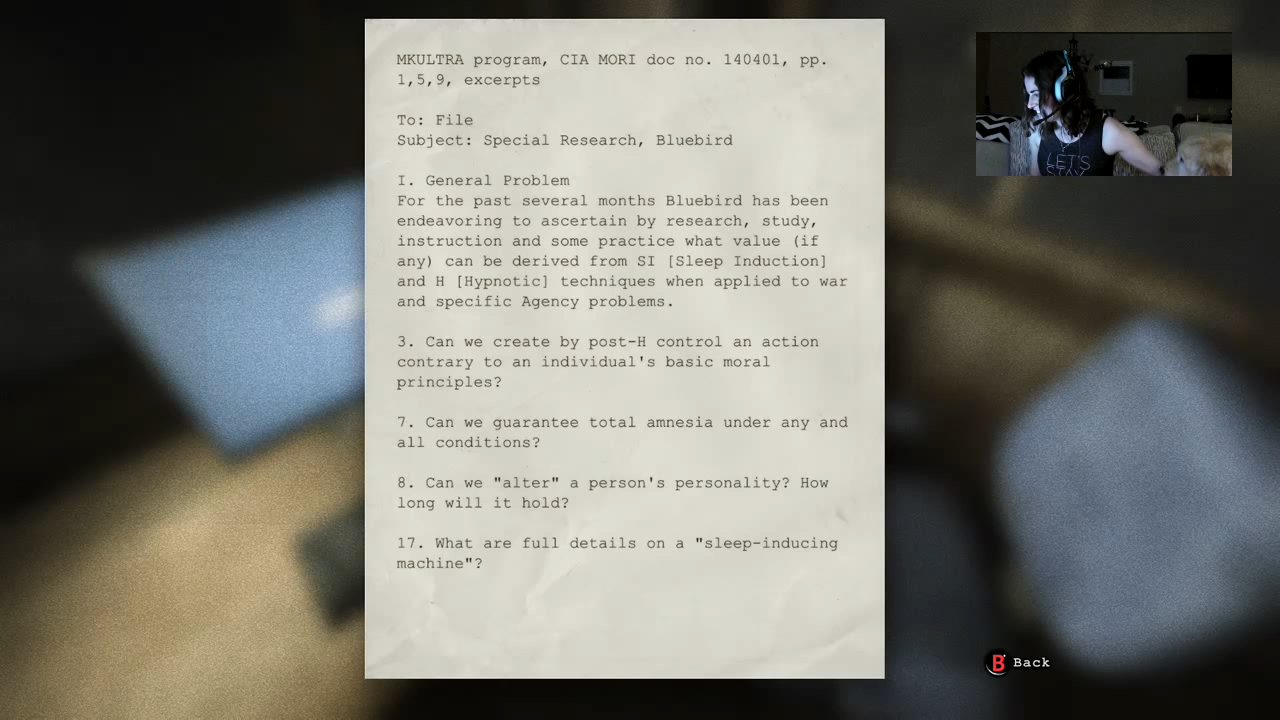 MKULTRA program, CIA MORI doc no. 140401, pp.
1,5,9, excerpts
To: File
Subject: Special Research, Bluebird
I. General Problem
For the past several months Bluebird has been
endeavoring to ascertain by research, study,
instruction and some practice what value (if
any) can be derived from SI [Sleep Induction]
and H [Hypnotic] techniques when applied to war
and specific Agency problems.
3. Can we create by post-H control an action
contrary to an individual's basic moral
principles?
7. Can we guarantee total amnesia under any and
all conditions?
8. Can we "alter" a person's personality? How
long will it hold?
17. What are full details on a "sleep-inducing
machine"?
LET'S
STAY
B Back